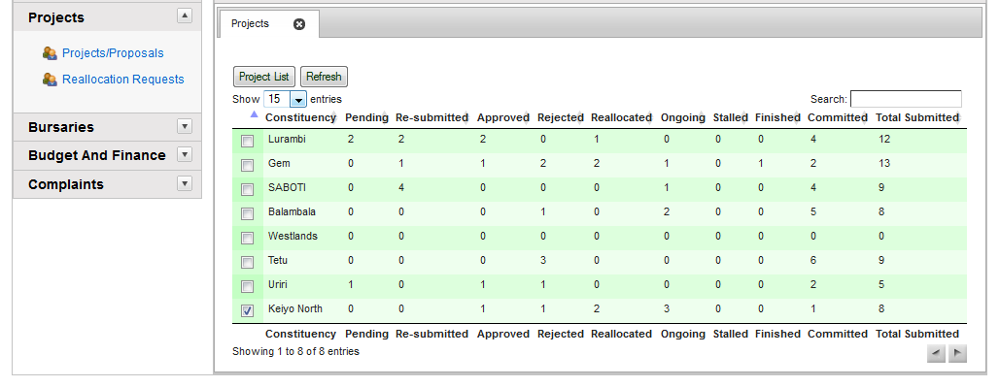 Projects
Projects/Proposals
Reallocation Requests
Bursaries
Budget And Finance
Complaints
Projects
Project List Refresh
Show 15 entries Search:
Constituency Pending Re-submitted Approved Rejected Reallocated Ongoing Stalled Finished Committed Total Submitted
Lurambi 2 2 2 0 1 0 0 0 4 12
Gem 0 1 1 2 2 1 0 1 2 13
SABOTI 0 4 0 0 0 1 0 0 4 9
Balambala 0 0 0 1 0 2 0 0 5 8
Westlands 0 0 0 0 0 0 0 0 0 0
Tetu 0 0 0 3 0 0 0 0 6 9
Uriri 1 0 1 1 0 0 0 0 2 5
Keiyo North 0 0 1 1 2 3 0 0 1 8
Constituency Pending Re-submitted Approved Rejected Reallocated Ongoing Stalled Finished Committed Total Submitted
Showing 1 to 8 of 8 entries